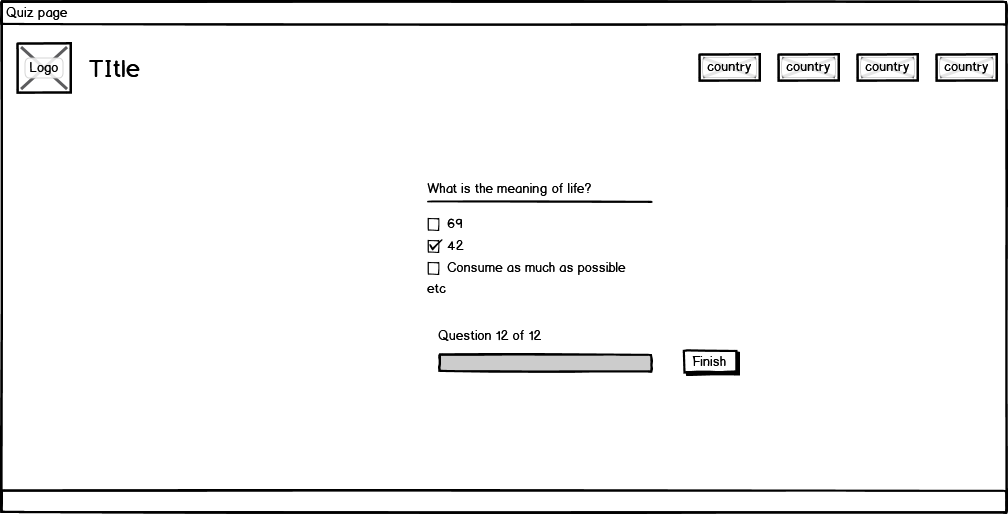 Quiz page
Logo
TItle
country country country country
What is the meaning of life?
69
42
Consume as much as possible
etc
Question 12 of 12
Finish